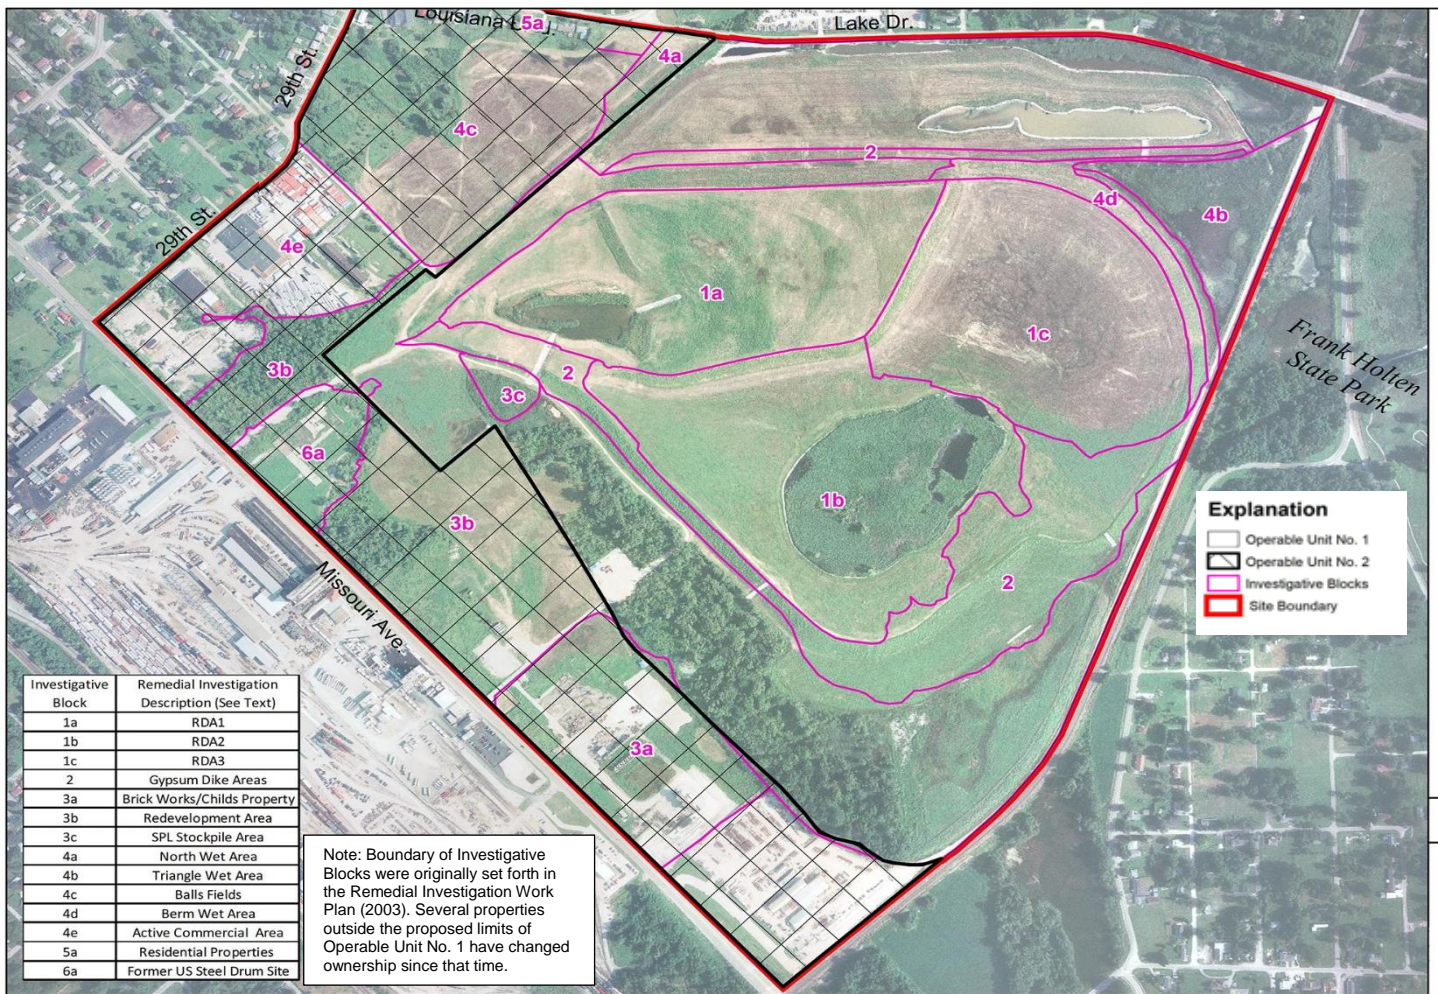 Louisiana
5a
Lake Dr.
4a
29th St.
4c
2
4d
4b
29th St.
4e
1a
1c
Frank Holten
State Park
3b
2
3c
6a
1b
3b
2
Missouri Ave.
3a
Explanation
Operable Unit No. 1
Operable Unit No. 2
Investigative Blocks
Site Boundary
Investigative Block Remedial Investigation Description (See Text)
1a RDA1
1b RDA2
1c RDA3
2 Gypsum Dike Areas
3a Brick Works/Childs Property
3b Redevelopment Area
3c SPL Stockpile Area
4a North Wet Area
4b Triangle Wet Area
4c Balls Fields
4d Berm Wet Area
4e Active Commercial Area
5a Residential Properties
6a Former US Steel Drum Site
Note: Boundary of Investigative
Blocks were originally set forth in
the Remedial Investigation Work
Plan (2003). Several properties
outside the proposed limits of
Operable Unit No. 1 have changed
ownership since that time.